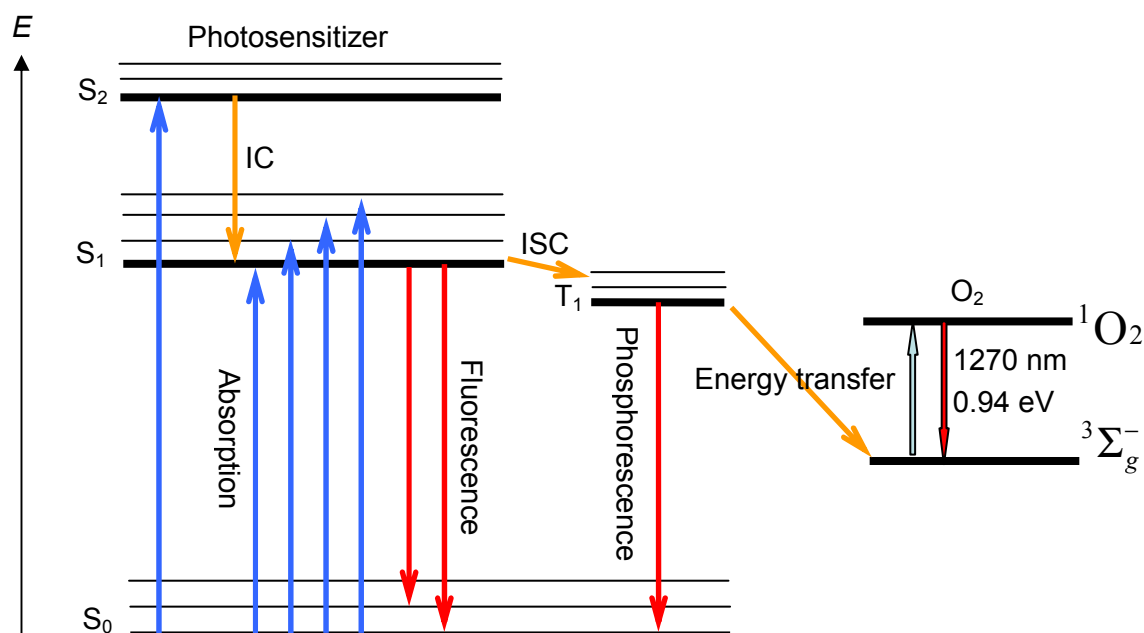 E
Photosensitizer
S₂
IC
S₁
ISC
T₁
O₂
¹O₂
1270 nm
0.94 eV
Absorption
Fluorescence
Phosphorescence
Energy transfer
³Σg⁻
S₀